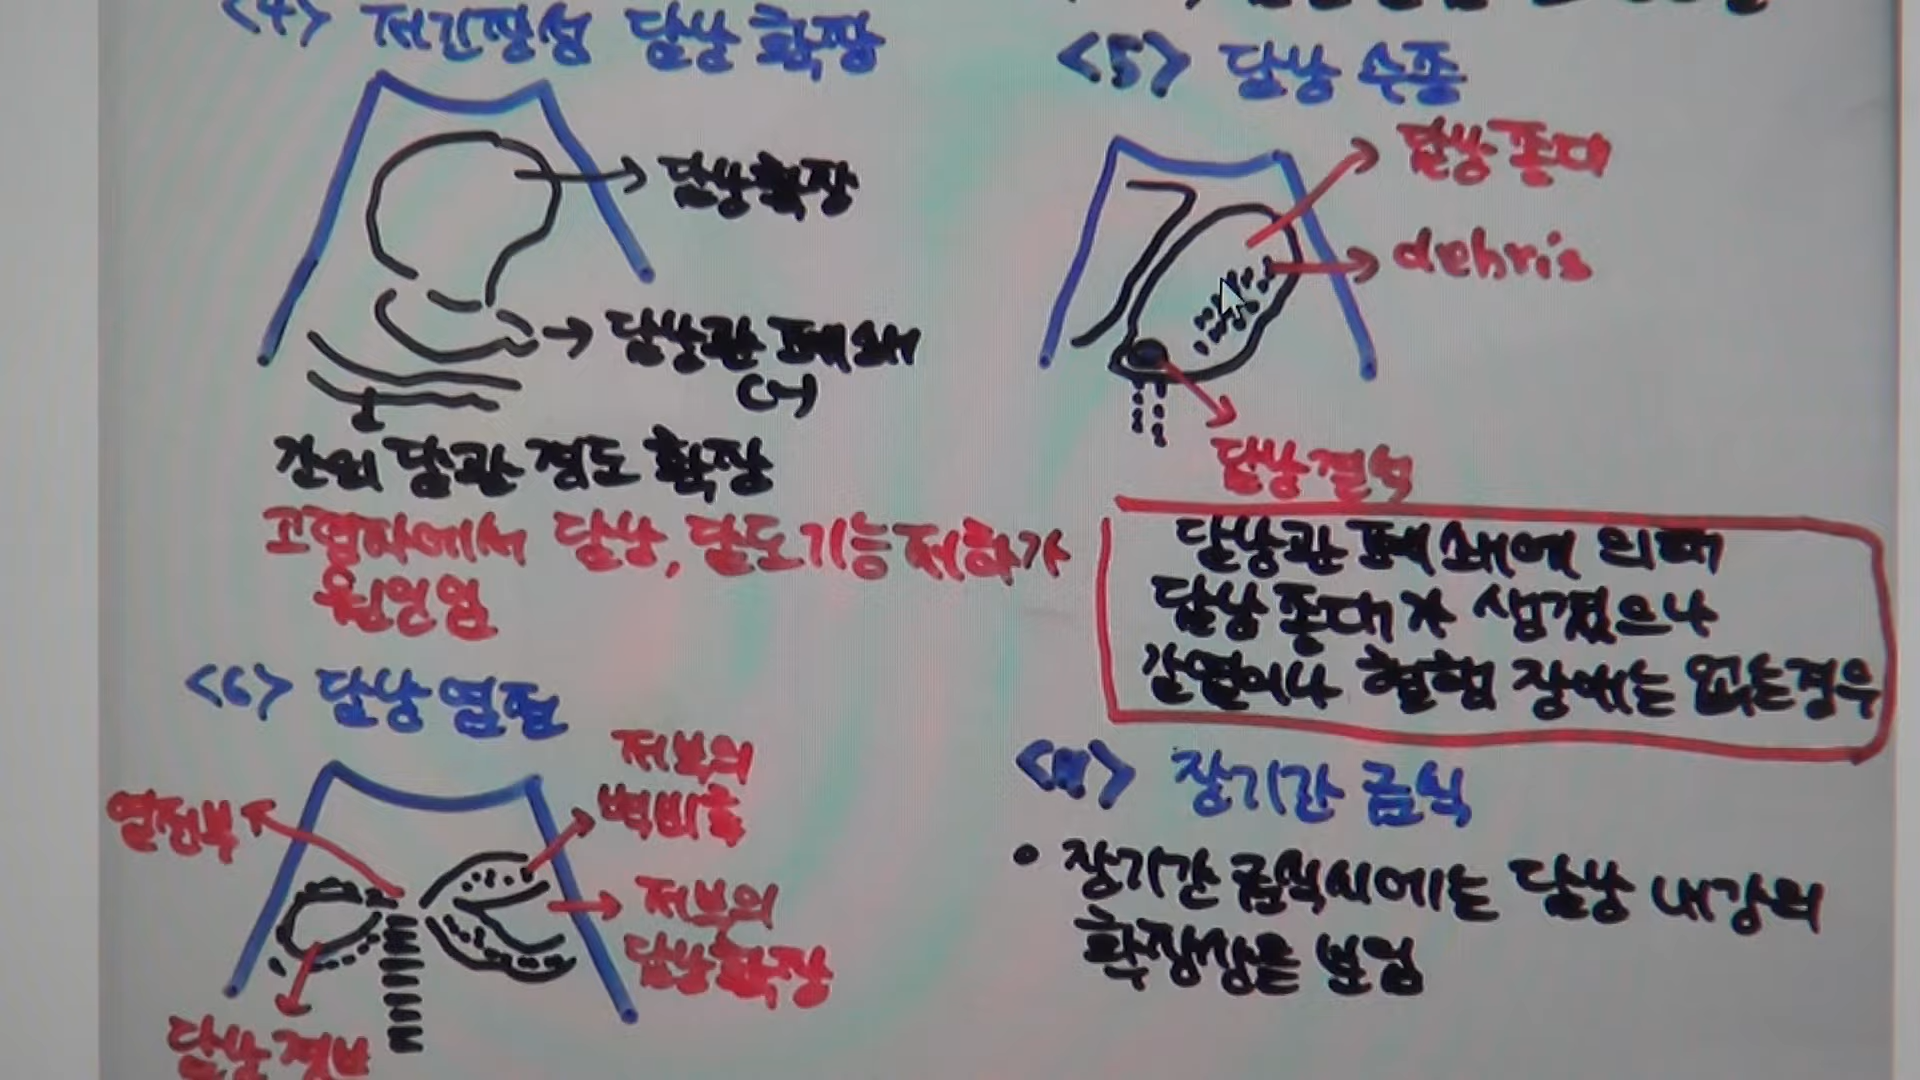 <4> 저긴장성 담낭 확장
담낭확장
담낭관 폐쇄
(-)
간외 담관 정도 확장
고령자에서 담낭, 담도기능저하가
원인임
<5> 담낭 수종
담낭종대
debris
담낭결석
담낭관 폐쇄에 의해
담낭 종대가 생겼으나
감염이나 혈행 장애는 없는경우
<6> 담낭염전
염전부
저부의
벽비후
저부의
담낭확장
담낭경부
장기간 금식
• 장기간 금식시에는 담낭 내강의
확장상을 보임